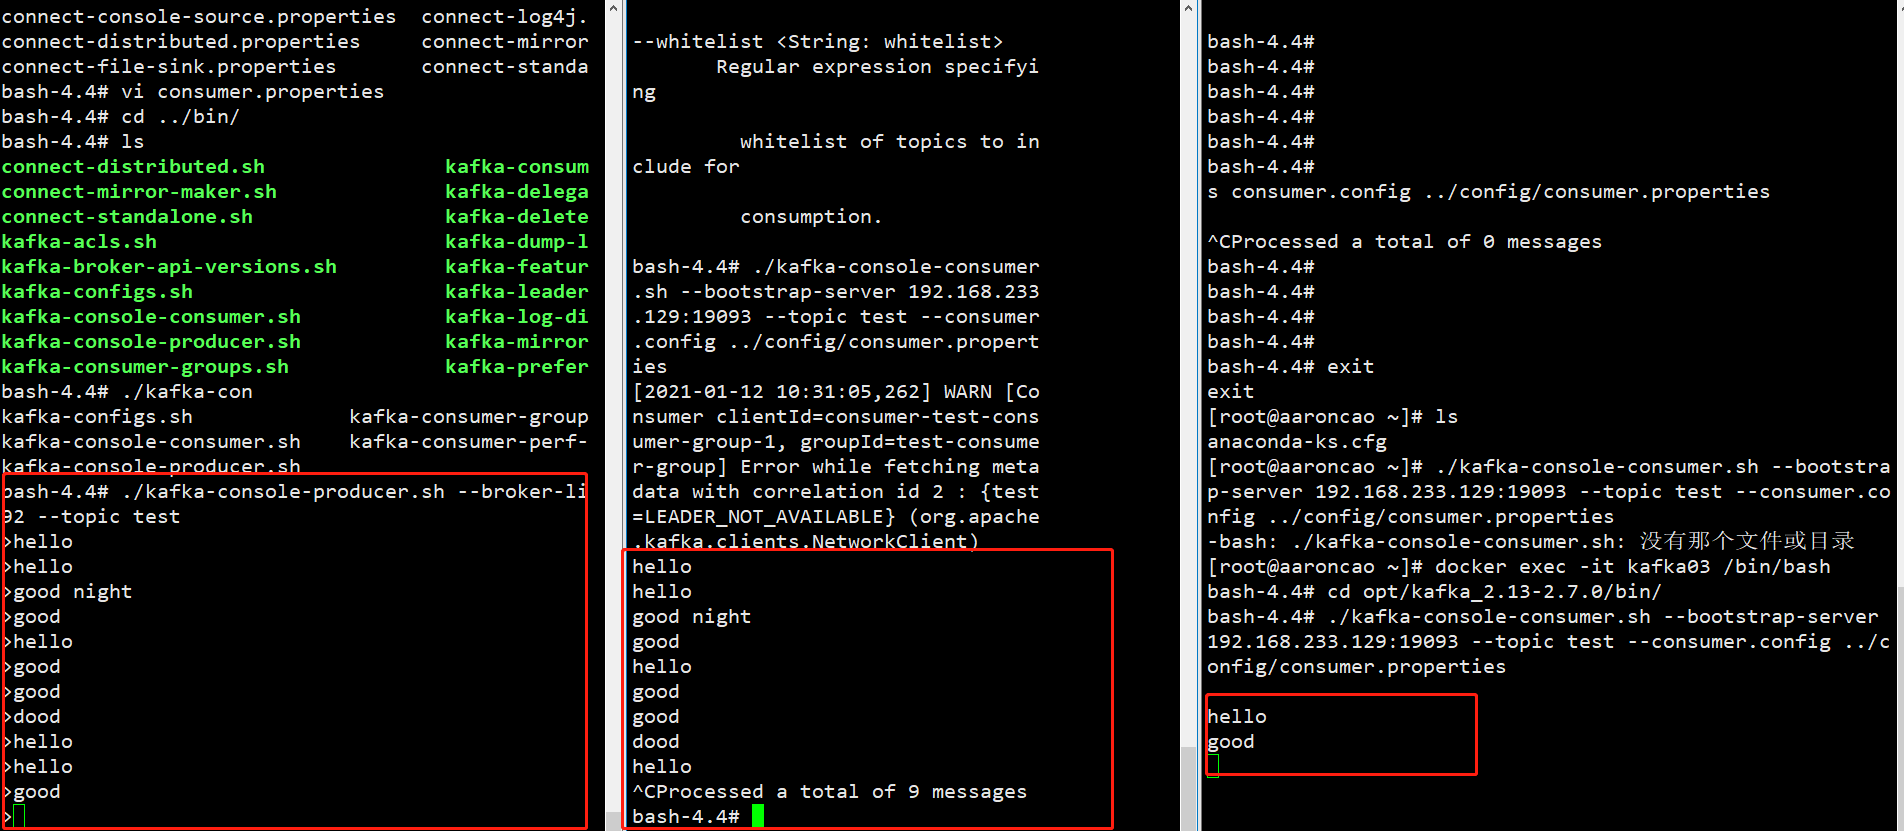 connect-console-source.properties  connect-log4j.
connect-distributed.properties     connect-mirror
connect-file-sink.properties       connect-standa
bash-4.4# vi consumer.properties
bash-4.4# cd ../bin/
bash-4.4# ls
connect-distributed.sh               kafka-consum
connect-mirror-maker.sh              kafka-delega
connect-standalone.sh                kafka-delete
kafka-acls.sh                        kafka-dump-l
kafka-broker-api-versions.sh         kafka-featur
kafka-configs.sh                     kafka-leader
kafka-console-consumer.sh            kafka-log-di
kafka-console-producer.sh            kafka-mirror
kafka-consumer-groups.sh             kafka-prefer
bash-4.4# ./kafka-con
kafka-configs.sh             kafka-consumer-group
kafka-console-consumer.sh    kafka-consumer-perf-
kafka-console-producer.sh
bash-4.4# ./kafka-console-producer.sh --broker-li
92 --topic test
>hello
>hello
>good night
>good
>hello
>good
>good
>dood
>hello
>hello
>good
>
--whitelist <String: whitelist>
Regular expression specifyi
ng
whitelist of topics to in
clude for
consumption.
bash-4.4# ./kafka-console-consumer
.sh --bootstrap-server 192.168.233
.129:19093 --topic test --consumer
.config ../config/consumer.propert
ies
[2021-01-12 10:31:05,262] WARN [Co
nsumer clientId=consumer-test-cons
umer-group-1, groupId=test-consume
r-group] Error while fetching meta
data with correlation id 2 : {test
=LEADER_NOT_AVAILABLE} (org.apache
.kafka.clients.NetworkClient)
hello
hello
good night
good
hello
good
good
dood
hello
^CProcessed a total of 9 messages
bash-4.4#
bash-4.4#
bash-4.4#
bash-4.4#
bash-4.4#
bash-4.4#
bash-4.4#
s consumer.config ../config/consumer.properties
^CProcessed a total of 0 messages
bash-4.4#
bash-4.4#
bash-4.4#
bash-4.4#
bash-4.4# exit
exit
[root@aaroncao ~]# ls
anaconda-ks.cfg
[root@aaroncao ~]# ./kafka-console-consumer.sh --bootstra
p-server 192.168.233.129:19093 --topic test --consumer.co
nfig ../config/consumer.properties
-bash: ./kafka-console-consumer.sh: 没有那个文件或目录
[root@aaroncao ~]# docker exec -it kafka03 /bin/bash
bash-4.4# cd opt/kafka_2.13-2.7.0/bin/
bash-4.4# ./kafka-console-consumer.sh --bootstrap-server
192.168.233.129:19093 --topic test --consumer.config ../c
onfig/consumer.properties
hello
good